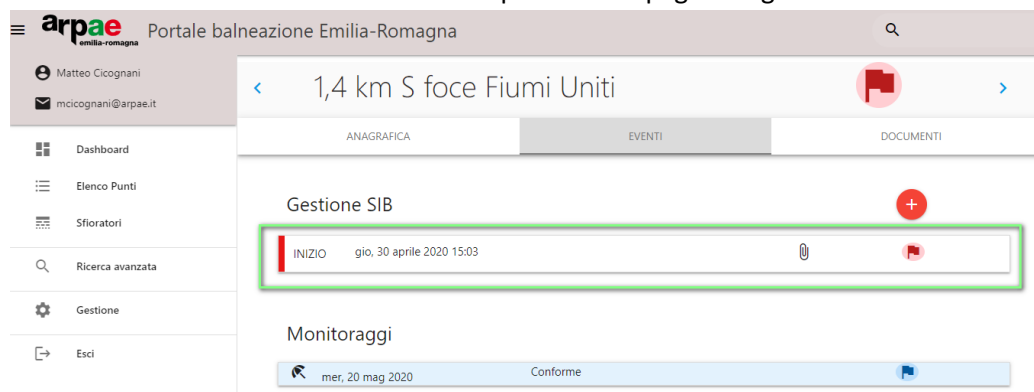 arpae
emilia-romagna
Portale balneazione Emilia-Romagna
Matteo Cicognani
mcicognani@arpae.it
1,4 km S foce Fiumi Uniti
ANAGRAFICA EVENTI DOCUMENTI
Dashboard
Elenco Punti
Sfioratori
Ricerca avanzata
Gestione
Esci
Gestione SIB
INIZIO gio, 30 aprile 2020 15:03
Monitoraggi
mer, 20 mag 2020 Conforme